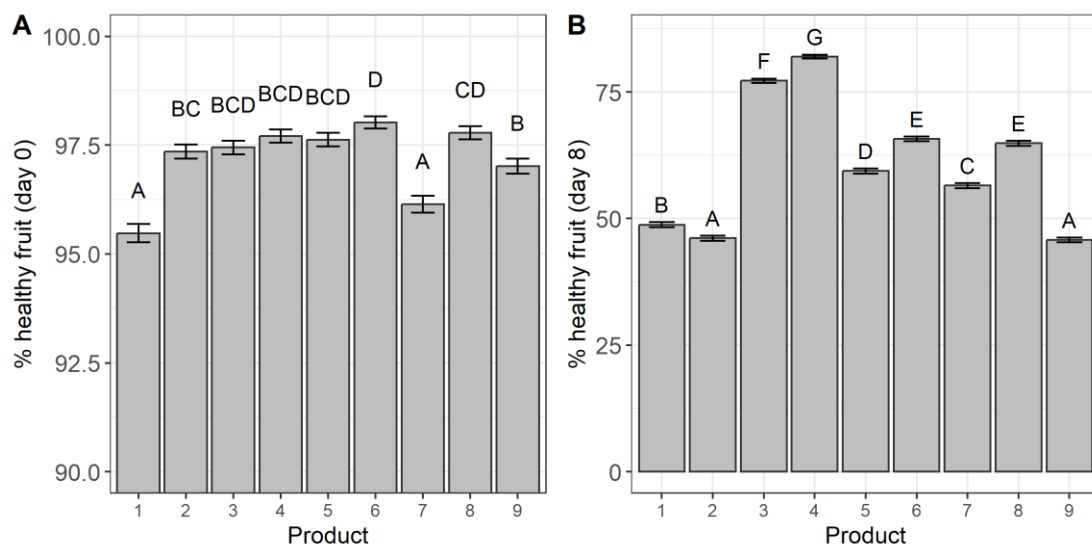 A
% healthy fruit (day 0)
100.0
97.5
95.0
92.5
90.0
A
BC
BCD
BCD
BCD
D
A
CD
B
1 2 3 4 5 6 7 8 9
Product
B
% healthy fruit (day 8)
75
50
25
0
B
A
F
G
D
E
C
E
A
1 2 3 4 5 6 7 8 9
Product